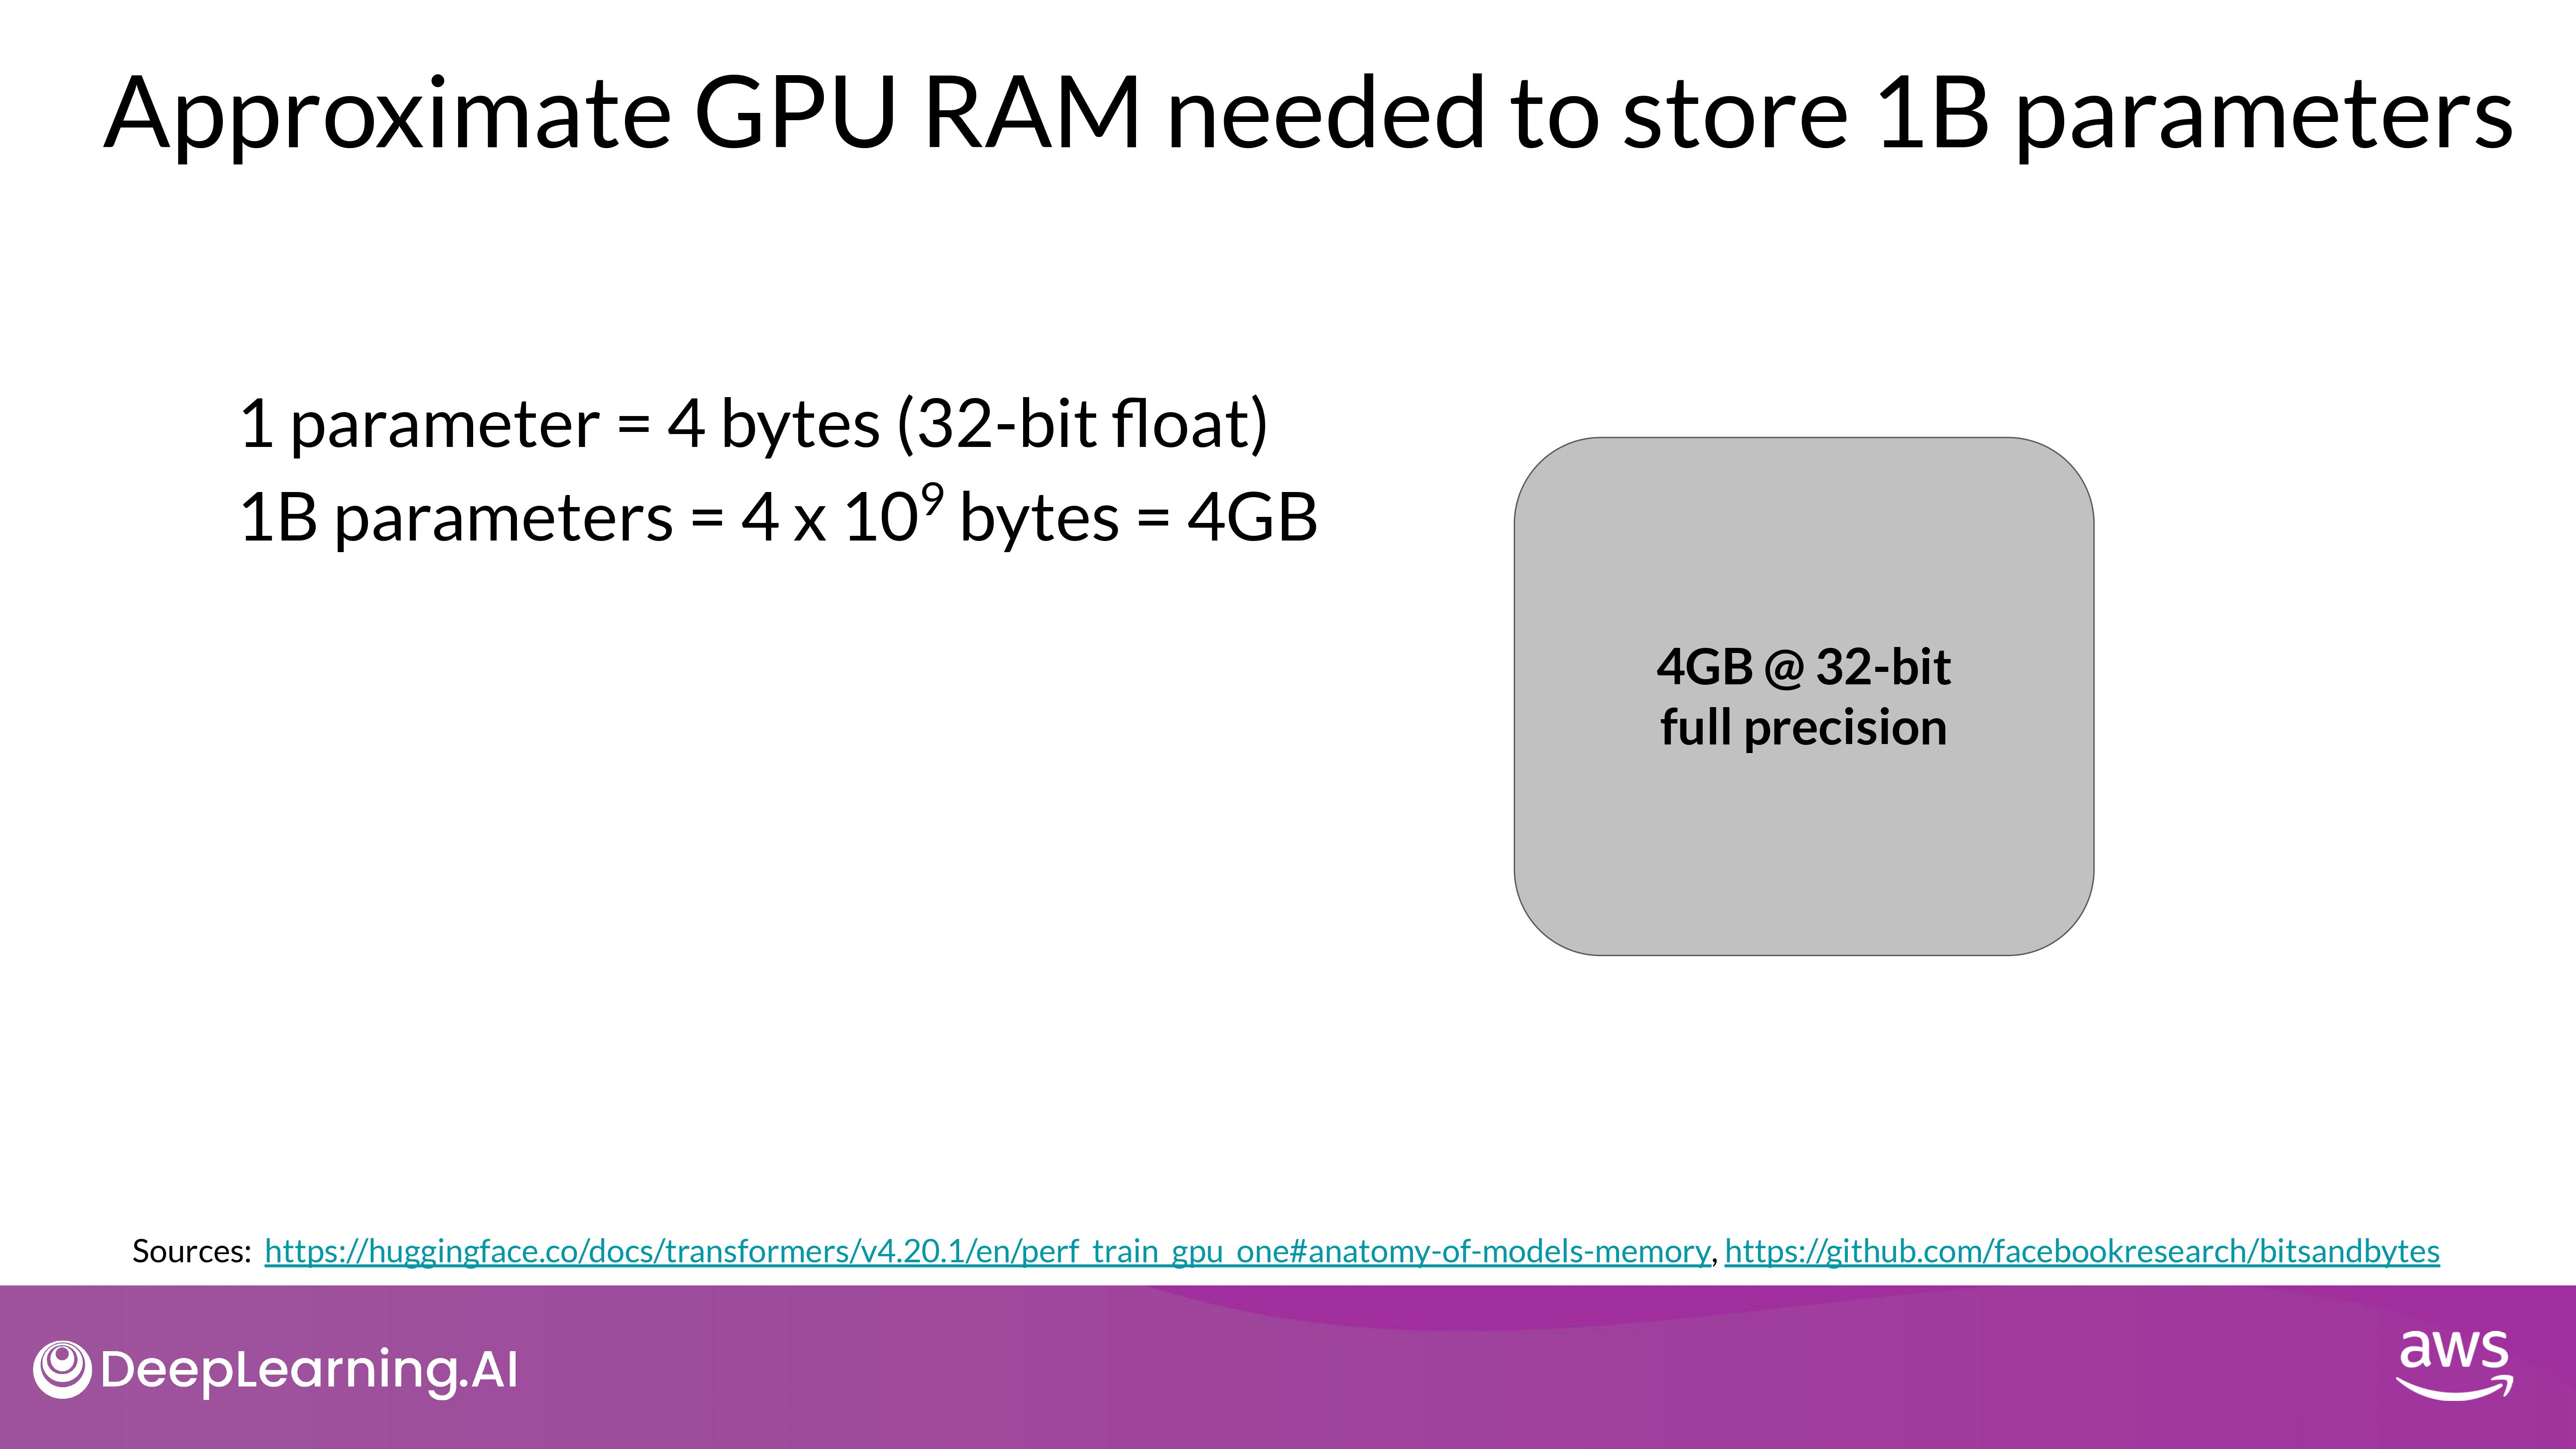 Approximate GPU RAM needed to store 1B parameters
1 parameter = 4 bytes (32-bit float)
1B parameters = 4 x 10⁹ bytes = 4GB
4GB @ 32-bit
full precision
Sources: https://huggingface.co/docs/transformers/v4.20.1/en/perf_train_gpu_one#anatomy-of-models-memory, https://github.com/facebookresearch/bitsandbytes
DeepLearning.AI
aws